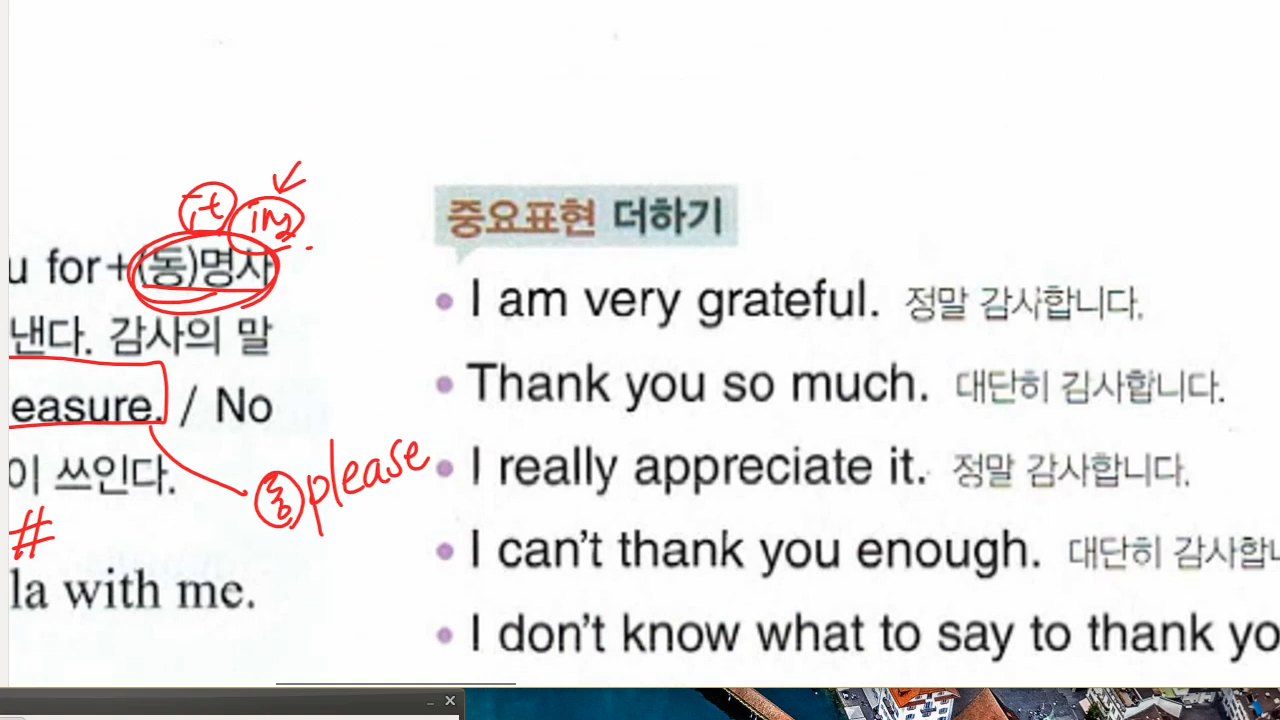 it ing
u for+(동)명사
낸다. 감사의 말
easure. / No
이 쓰인다.
동 please
#
la with me.
중요표현 더하기
• I am very grateful. 정말 감사합니다.
• Thank you so much. 대단히 감사합니다.
• I really appreciate it. 정말 감사합니다.
• I can't thank you enough. 대단히 감사합니
• I don't know what to say to thank yo